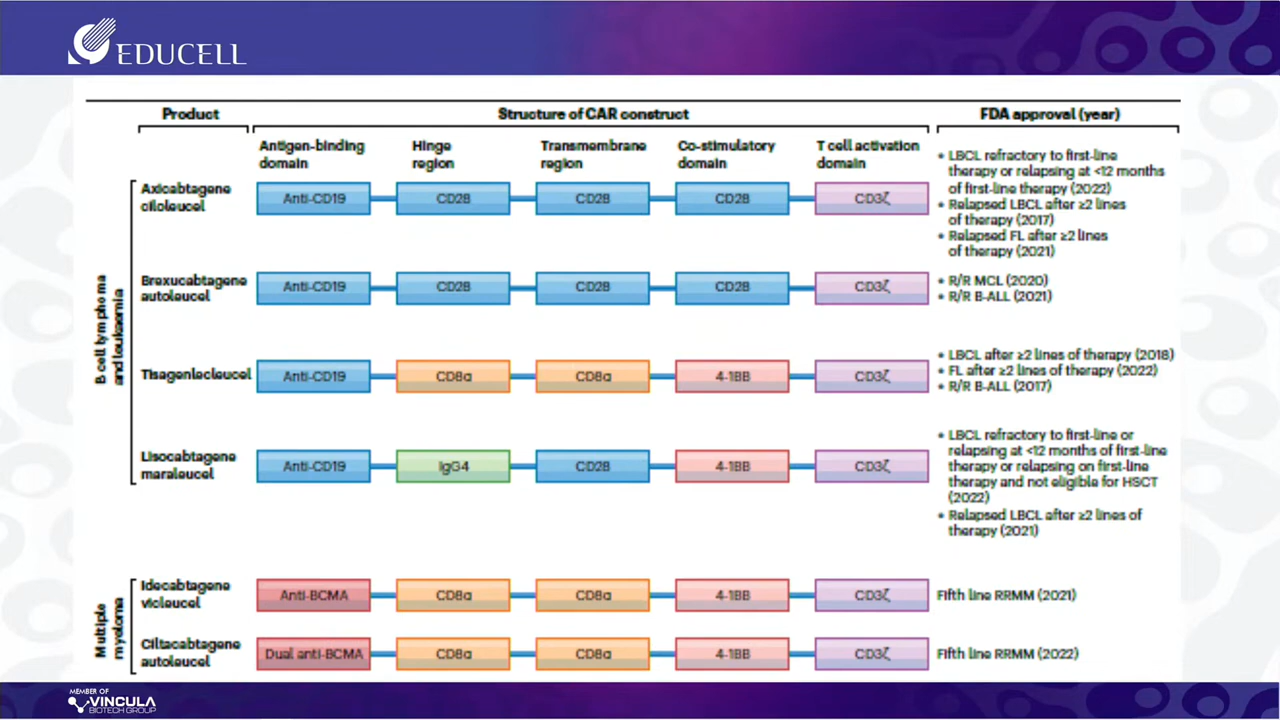 EDUCELL
Product
Structure of CAR construct
FDA approval (year)
Antigen-binding
domain
Hinge
region
Transmembrane
region
Co-stimulatory
domain
T cell activation
domain
B cell lymphoma
and leukaemia
Axicabtagene
ciloleucel
Anti-CD19
CD28
CD28
CD28
CD3ζ
• LBCL refractory to first-line
therapy or relapsing at <12 months
of first-line therapy (2022)
• Relapsed LBCL after ≥2 lines
of therapy (2017)
• Relapsed FL after ≥2 lines
of therapy (2021)
Brexucabtagene
autoleucel
Anti-CD19
CD28
CD28
CD28
CD3ζ
• R/R MCL (2020)
• R/R B-ALL (2021)
Tisagenlecleucel
Anti-CD19
CD8α
CD8α
4-1BB
CD3ζ
• LBCL after ≥2 lines of therapy (2018)
• FL after ≥2 lines of therapy (2022)
• R/R B-ALL (2017)
Lisocabtagene
maraleucel
Anti-CD19
IgG4
CD28
4-1BB
CD3ζ
• LBCL refractory to first-line or
relapsing at <12 months of first-line
therapy or relapsing on first-line
therapy and not eligible for HSCT
(2022)
• Relapsed LBCL after ≥2 lines of
therapy (2021)
Multiple
myeloma
Idecabtagene
vicleucel
Anti-BCMA
CD8α
CD8α
4-1BB
CD3ζ
Fifth line RRMM (2021)
Ciltacabtagene
autoleucel
Dual anti-BCMA
CD8α
CD8α
4-1BB
CD3ζ
Fifth line RRMM (2022)
MEMBER OF
VINCULA
BIOTECH GROUP